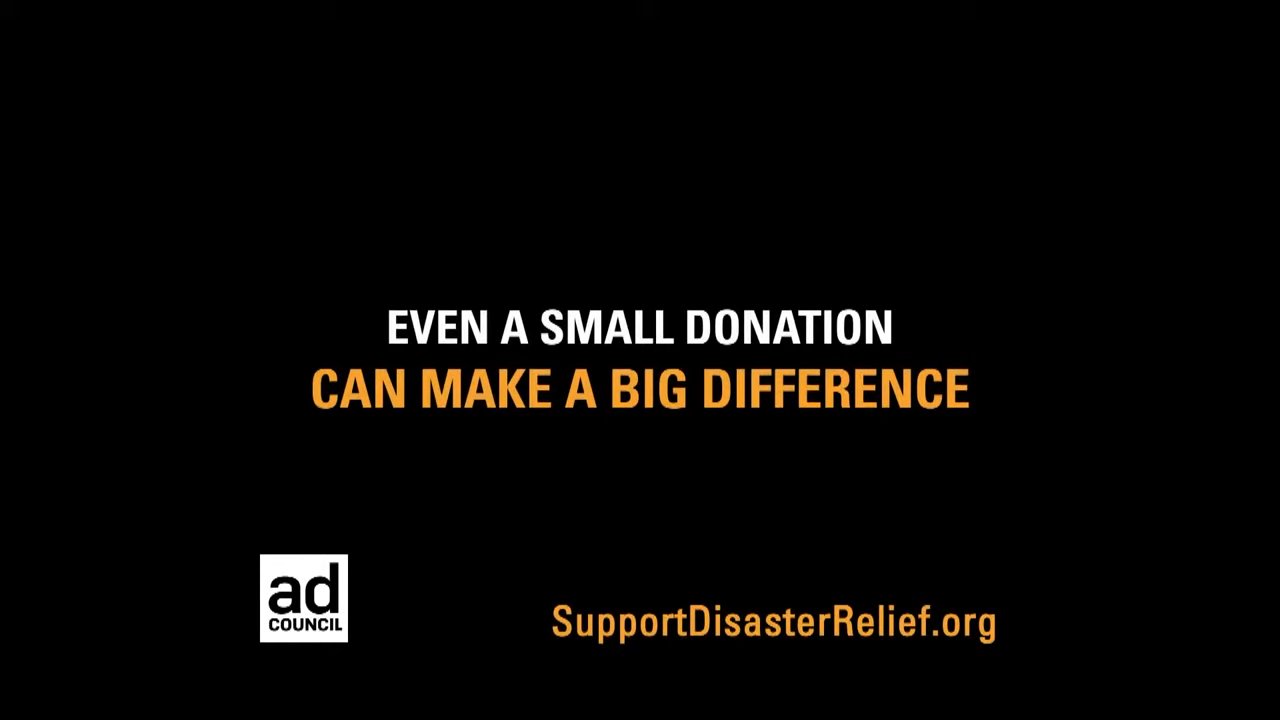 EVEN A SMALL DONATION
CAN MAKE A BIG DIFFERENCE
ad
COUNCIL
SupportDisasterRelief.org